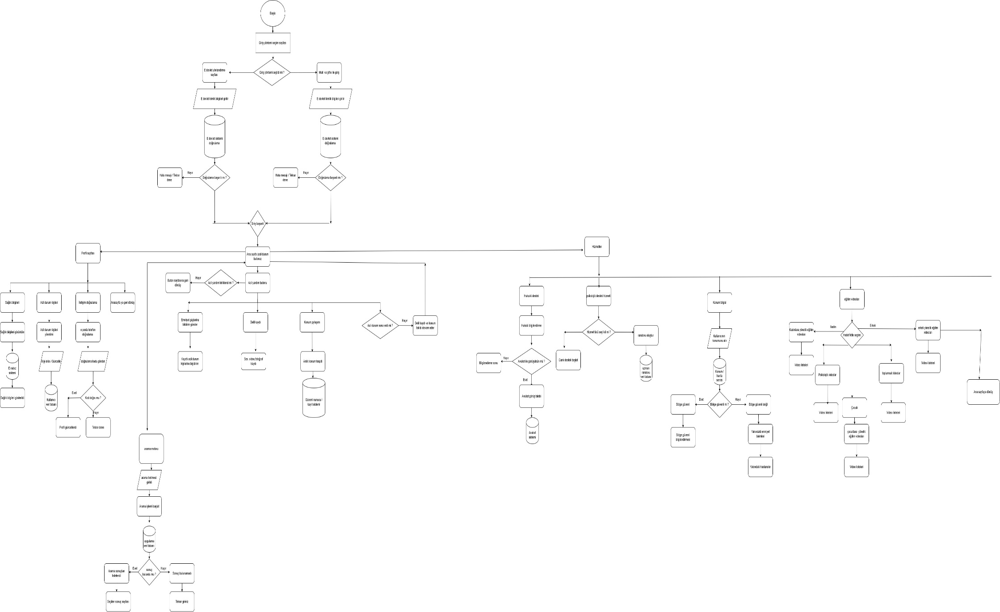 Başla
Giriş yöntemi seçim sayfası
Giriş yöntemi seçildi mi ?
E devlet yönlendirme
sayfası
Mail ve şifre ile giriş
E devlet kimlik bilgileri girilir
E devlet kimlik bilgileri girilir
E devlet sistemi
doğrulama
E devlet sistemi
doğrulama
Hata mesajı / Tekrar
dene
Hayır
Doğrulama başarılı mı ?
Hata mesajı / Tekrar
dene
Hayır
Doğrulama başarılı mı ?
Giriş başarılı
Profil sayfası
Ana sayfa (acil durum
butonu)
Hizmetler
Buton sayfasına geri
dönüş
Hayır
Acil yardım tetiklendi mi ?
Acil yardım butonu
Sağlık bilgileri
Acil durum kişileri
İletişim doğrulama
Anasayfa ya geri dönüş
Sağlık bilgileri görüntüle
Acil durum kişileri
yönetimi
e posta telefon
doğrulama
E nabız
sistemi
Kişi ekle / Güncelle
doğrulama kodu gönder
Sağlık bilgileri gösterildi
Kullanıcı
veri tabanı
Evet
Kod doğru mu ?
Hayır
Profil güncellendi
Tekrar dene
Emniyet güçlerine
bildirim gönder
Delil kaydı
Konum pylaşımı
Acil durum sona erdi mi ?
Hayır
Delil kaydı ve konum
takibi devam eder
Kayıtlı acil durum
kişilerine bigidirim
Ses ,video,fotoğraf
kaydı
Anlık konum tespiti
Güvenli sunucu /
kayıt sistemi
arama motoru
arama kelimesi
girildi
Arama işlemi başlat
uygulama
veri tabanı
Arama sonuçları
listelendi
Evet
sonuç
bulundu mu ?
Hayır
Sonuç bulunamadı
Seçilen sonuç sayfası
Tekrar giriniz
Hukuki destek
psikolojik destek hizmeti
Konum bilgisi
eğitim videoları
Hukuki bilgilendirme
Hizmet türü seçildi mi ?
randevu oluştur
Bilgilendirme sonu
Hayır
Avukat ile görüşülsün mü ?
Canlı destek başlat
uzman
randevu
veri tabanı
Evet
Avukat görüş talebi
Avukat
sistemi
Kullanıcının
konumunu alır
Konum /
harita
servisi
Bölge güvenli
Evet
Bölge güvenli mi ?
Hayır
Bölge güvenli değil
Bölge güvenli
bilgilendirmesi
Yakındaki emniyet
birimleri
Yakındaki hastaneler
Kadınlara yönelik eğitim
videoları
kadın
Hedef kitle seçimi
Erkek
erkek yönelik eğitim
videoları
Video listeleri
Psikolojik videolar
toplumsal videolar
Video listeleri
Ana sayfaya dönüş
Video listeleri
Çocuk
Video listeleri
çocuklara yönelik
eğitim videoları
Video listeleri